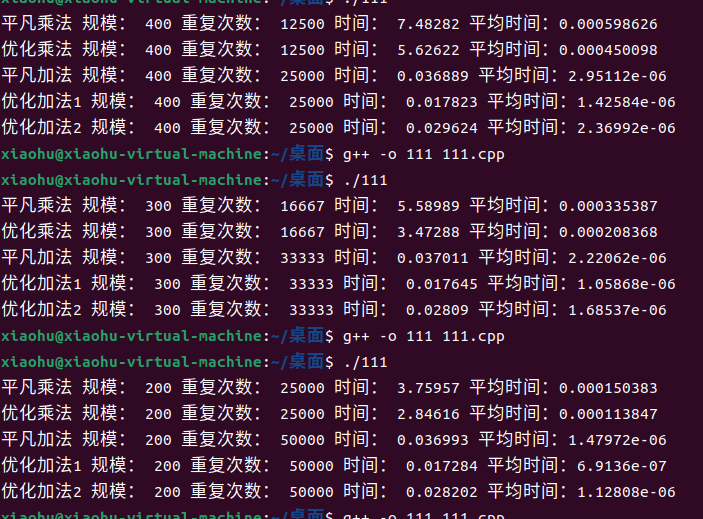 xiaohu@xiaohu-virtual-machine:~/桌面$ ./111
平凡乘法 规模： 400 重复次数： 12500 时间： 7.48282 平均时间：0.000598626
优化乘法 规模： 400 重复次数： 12500 时间： 5.62622 平均时间：0.000450098
平凡加法 规模： 400 重复次数： 25000 时间： 0.036889 平均时间：2.95112e-06
优化加法1 规模： 400 重复次数： 25000 时间： 0.017823 平均时间：1.42584e-06
优化加法2 规模： 400 重复次数： 25000 时间： 0.029624 平均时间：2.36992e-06
xiaohu@xiaohu-virtual-machine:~/桌面$ g++ -o 111 111.cpp
xiaohu@xiaohu-virtual-machine:~/桌面$ ./111
平凡乘法 规模： 300 重复次数： 16667 时间： 5.58989 平均时间：0.000335387
优化乘法 规模： 300 重复次数： 16667 时间： 3.47288 平均时间：0.000208368
平凡加法 规模： 300 重复次数： 33333 时间： 0.037011 平均时间：2.22062e-06
优化加法1 规模： 300 重复次数： 33333 时间： 0.017645 平均时间：1.05868e-06
优化加法2 规模： 300 重复次数： 33333 时间： 0.02809 平均时间：1.68537e-06
xiaohu@xiaohu-virtual-machine:~/桌面$ g++ -o 111 111.cpp
xiaohu@xiaohu-virtual-machine:~/桌面$ ./111
平凡乘法 规模： 200 重复次数： 25000 时间： 3.75957 平均时间：0.000150383
优化乘法 规模： 200 重复次数： 25000 时间： 2.84616 平均时间：0.000113847
平凡加法 规模： 200 重复次数： 50000 时间： 0.036993 平均时间：1.47972e-06
优化加法1 规模： 200 重复次数： 50000 时间： 0.017284 平均时间：6.9136e-07
优化加法2 规模： 200 重复次数： 50000 时间： 0.028202 平均时间：1.12808e-06
xiaohu@xiaohu-virtual-machine:~/桌面$ g++ -o 111 111.cpp